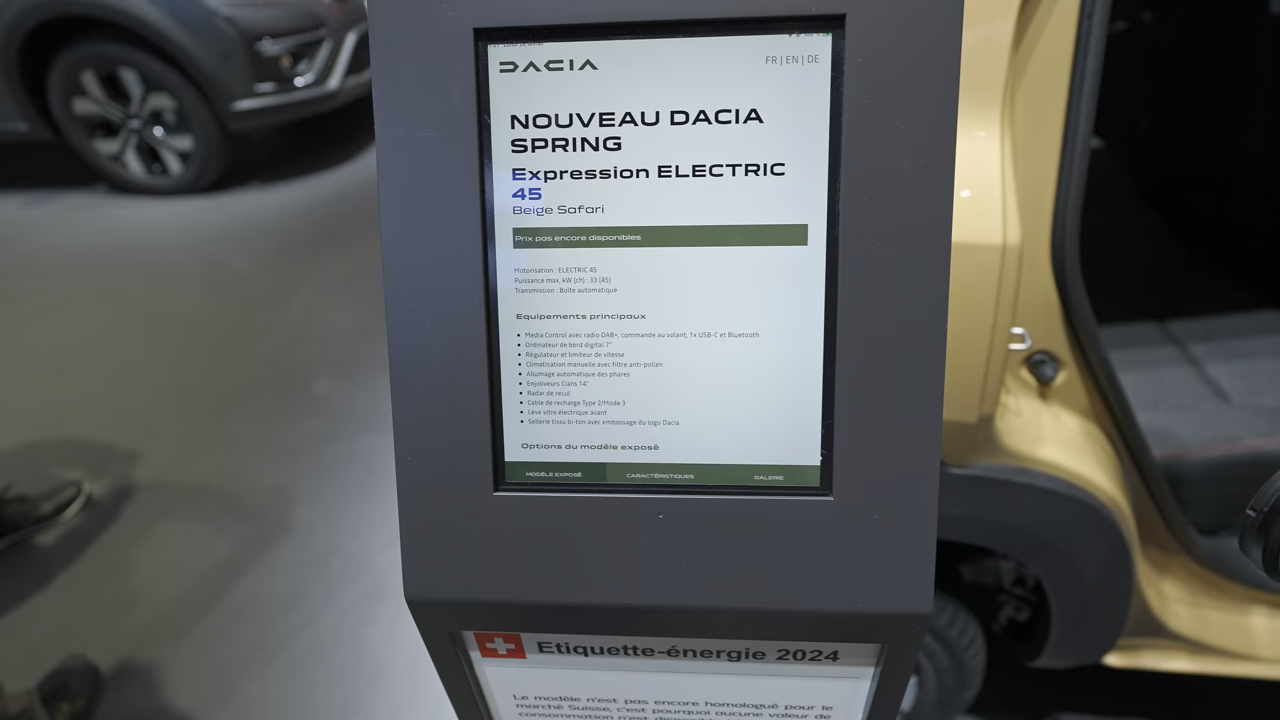 DACIA
FR | EN | DE
NOUVEAU DACIA
SPRING
Expression ELECTRIC
45
Beige Safari
Prix pas encore disponibles
Motorisation : ELECTRIC 45
Puissance max, kW (ch) : 33 (45)
Transmission : Boîte automatique
Equipements principaux
Media Control avec radio DAB+, commande au volant, 1x USB-C et Bluetooth
Ordinateur de bord digital 7"
Régulateur et limiteur de vitesse
Climatisation manuelle avec filtre anti-pollen
Allumage automatique des phares
Enjoliveurs Cians 14"
Radar de recul
Cable de recharge Type 2/Mode 3
Lève vitre électrique avant
Sellerie tissu bi-ton avec embossage du logo Dacia
Options du modèle exposé
MODÈLE EXPOSÉ
CARACTÉRISTIQUES
GALERIE
Etiquette-énergie 2024
Le modèle n'est pas encore homologué pour le
marché Suisse, c'est pourquoi aucune valeur de
consommation n'est